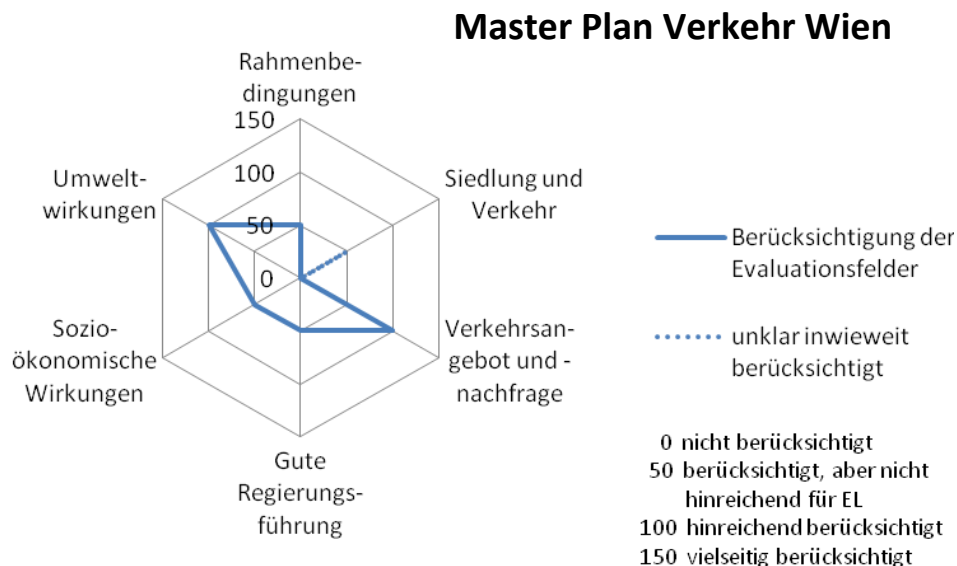 Master Plan Verkehr Wien
Rahmenbe-
dingungen
150
100
50
0
Siedlung und
Verkehr
Verkehrsan-
gebot und -
nachfrage
Gute
Regierungs-
führung
Sozio-
ökonomische
Wirkungen
Umwelt-
wirkungen
Berücksichtigung der
Evaluationsfelder
unklar inwieweit
berücksichtigt
0 nicht berücksichtigt
50 berücksichtigt, aber nicht
hinreichend für EL
100 hinreichend berücksichtigt
150 vielseitig berücksichtigt